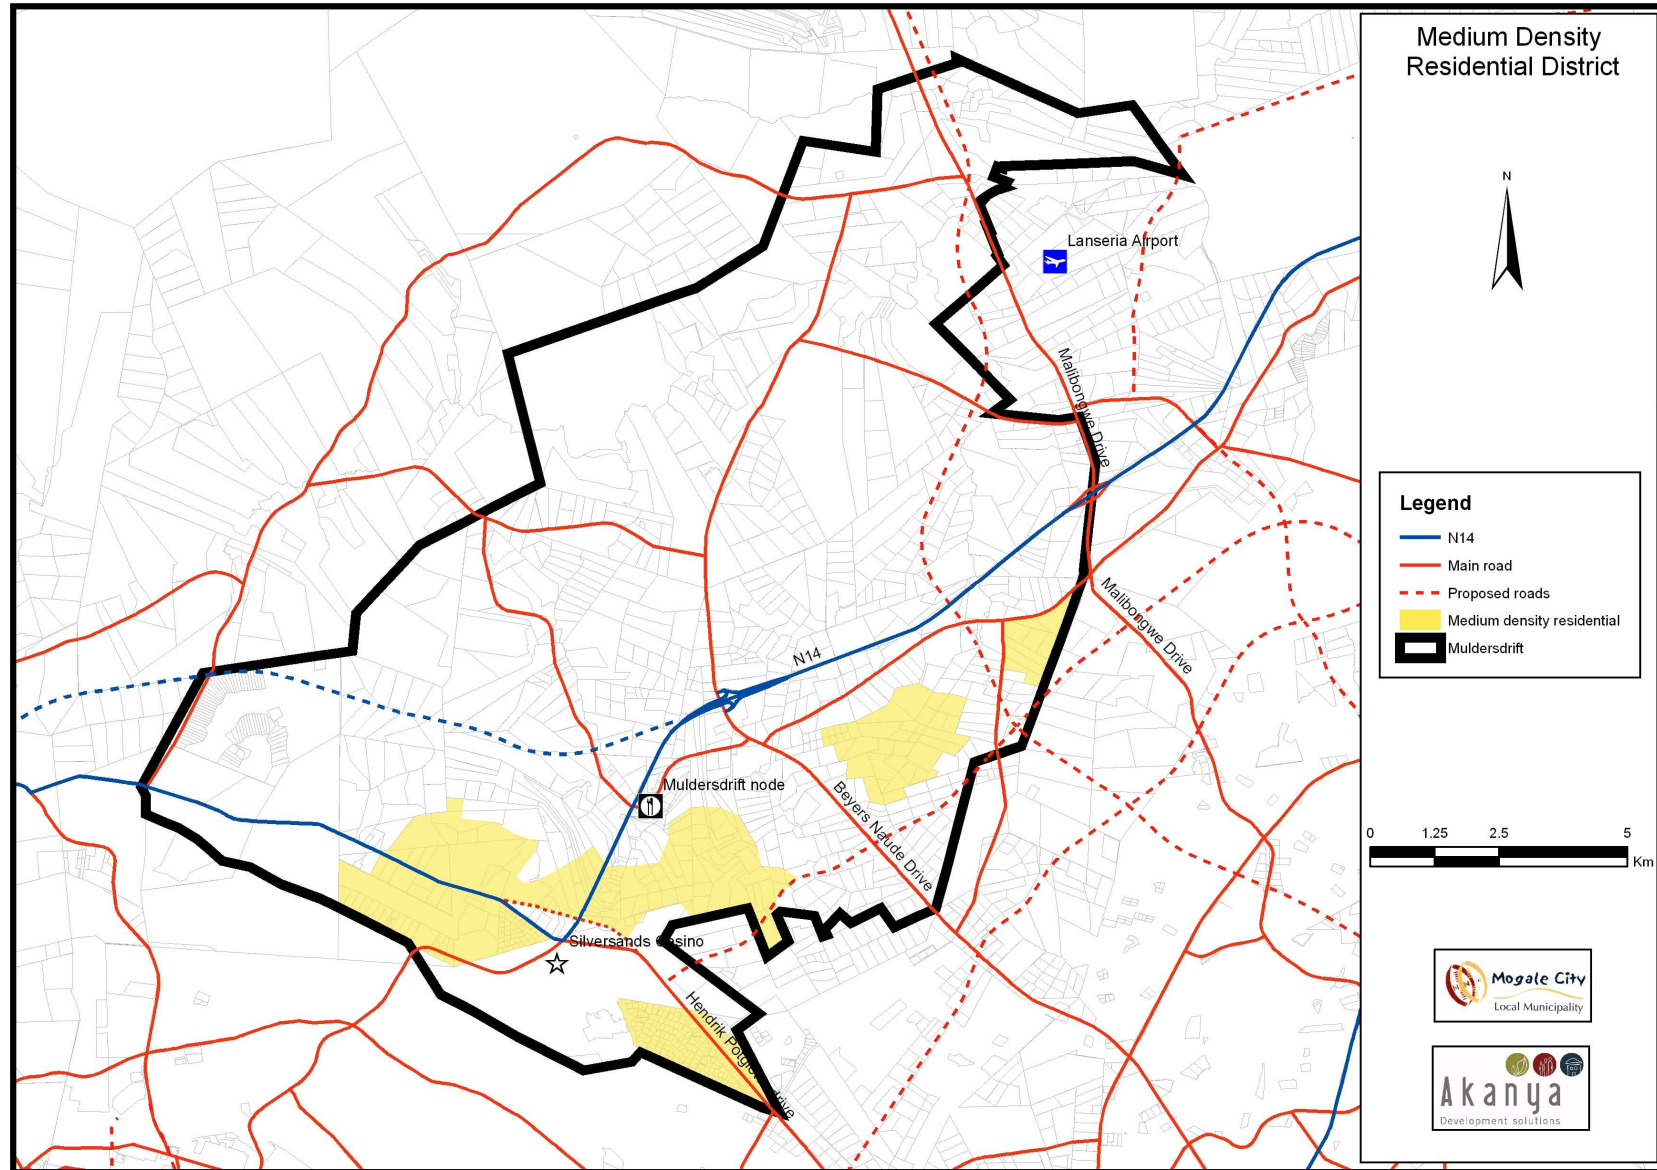 Medium Density
Residential District
N
Lanseria Airport
Malibongwe Drive
Malibongwe Drive
N14
Muldersdrift node
Beyers Naude Drive
Silversands Casino
Hendrik Potgieter drive
Legend
N14
Main road
Proposed roads
Medium density residential
Muldersdrift
0 1.25 2.5 5
Km
Mogale City
Local Municipality
Akanya
Development solutions